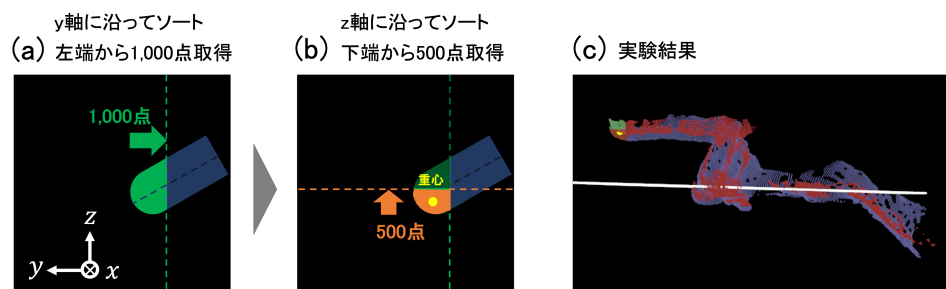 y軸に沿ってソート
(a) 左端から1,000点取得
1,000点
z
y
x
z軸に沿ってソート
(b) 下端から500点取得
重心
500点
(c) 実験結果